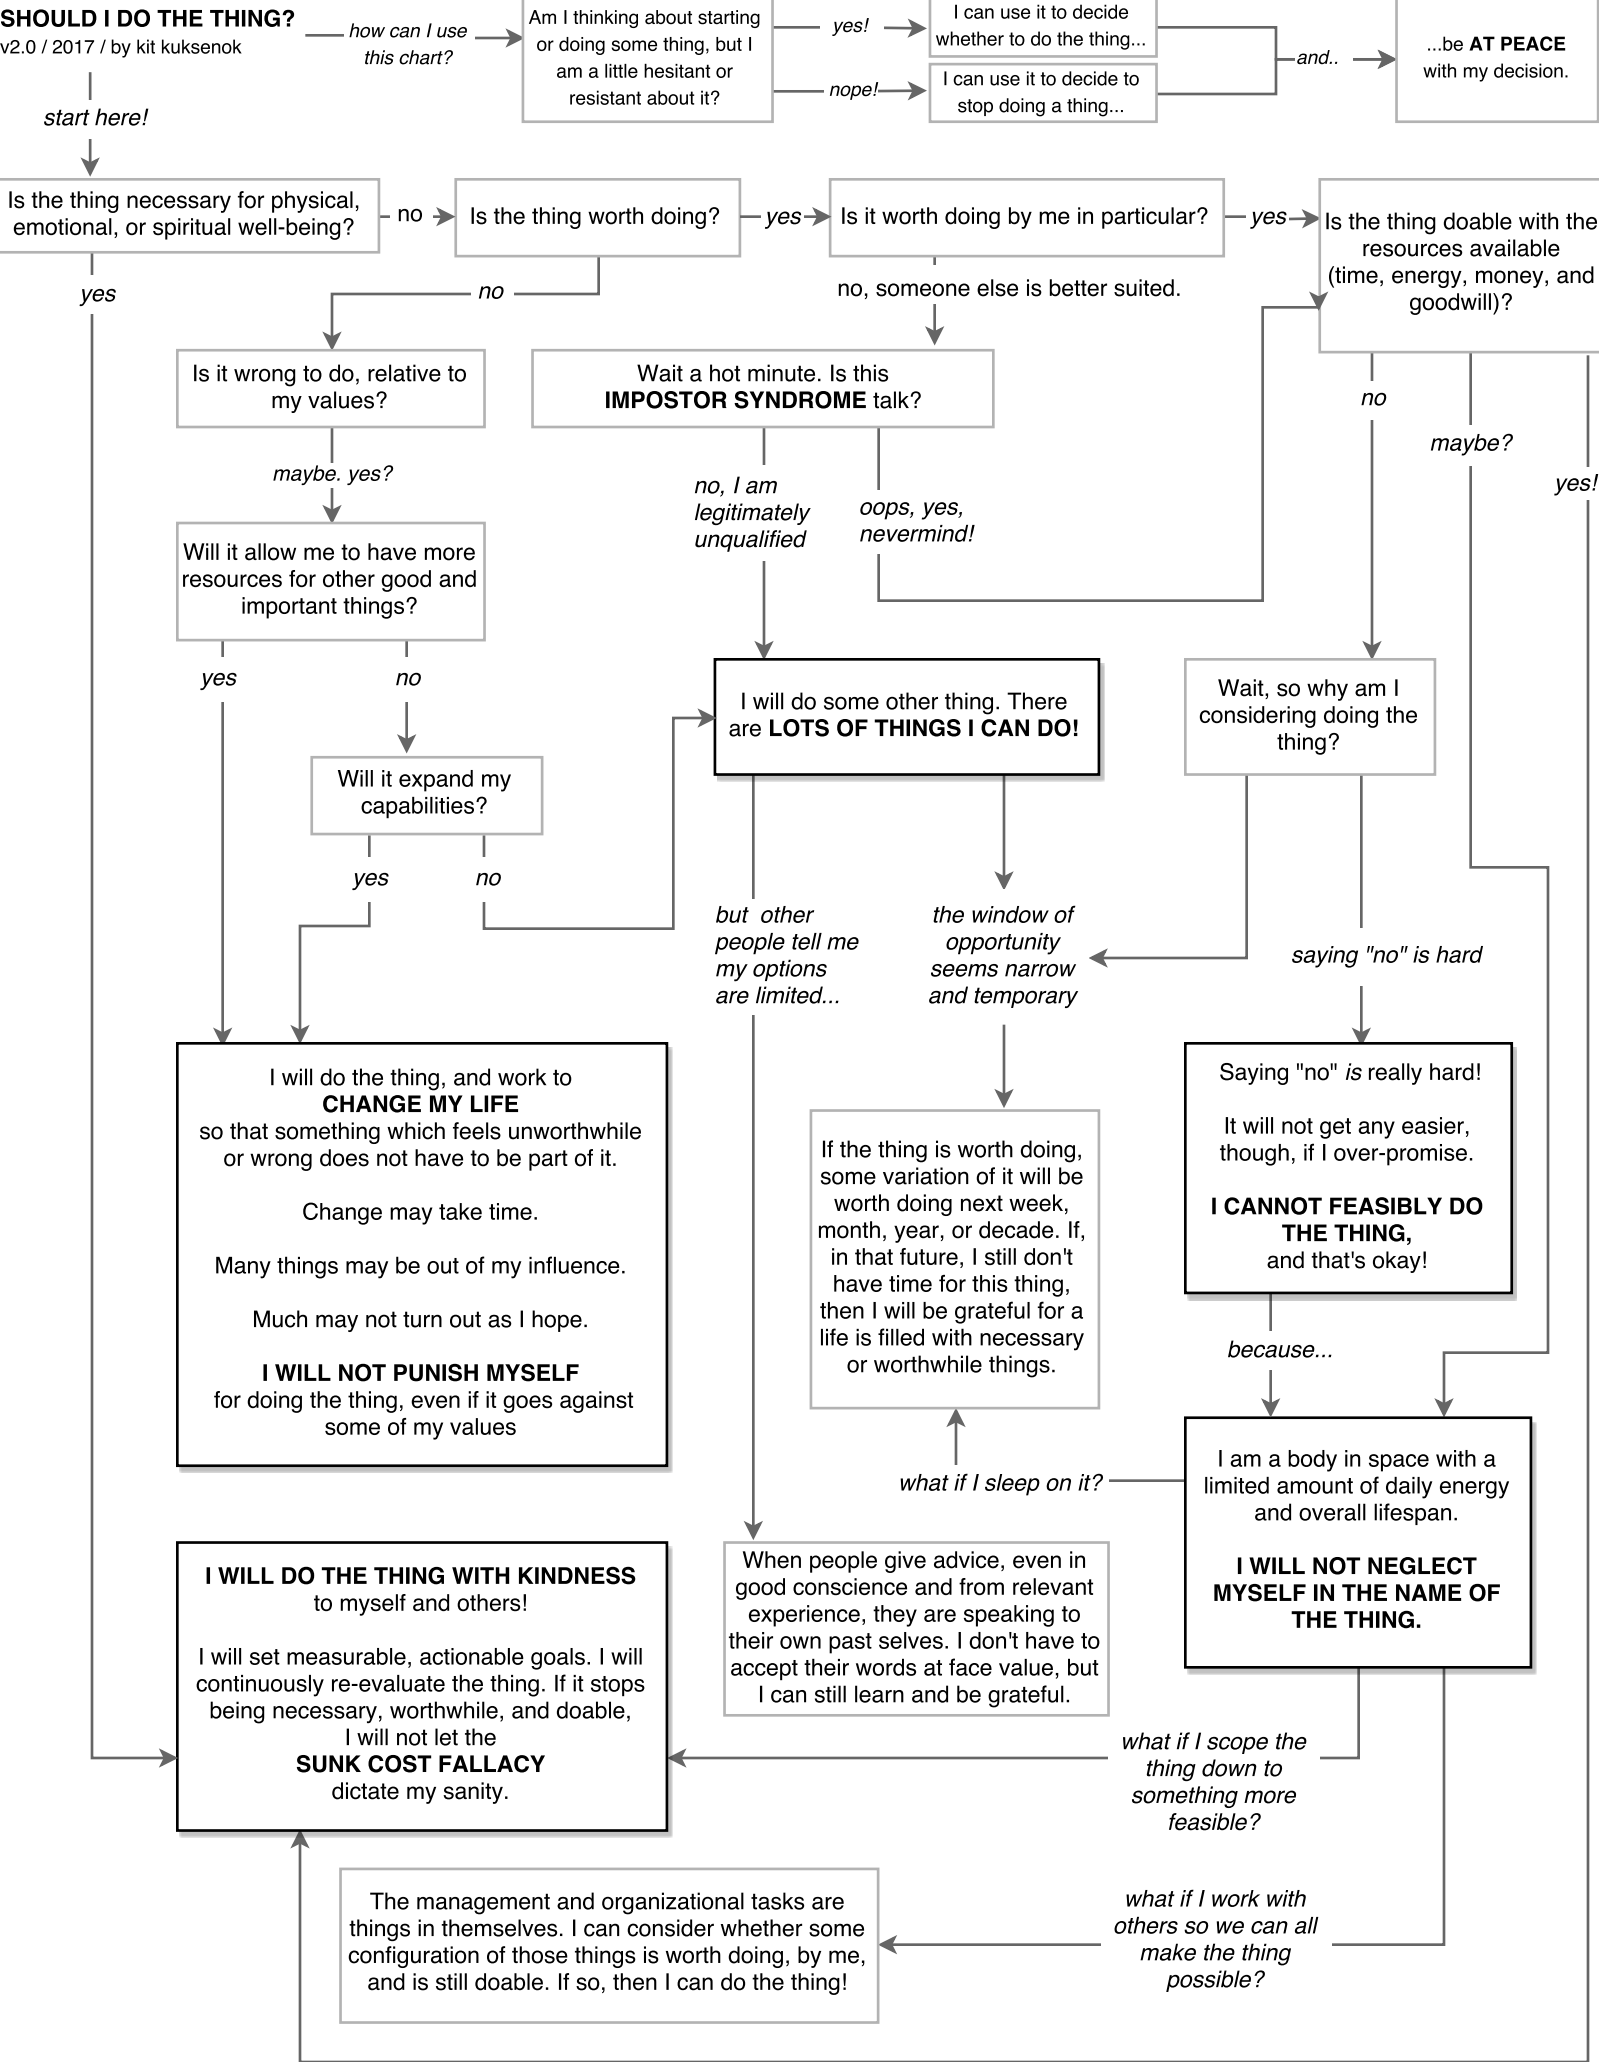 SHOULD I DO THE THING?
v2.0 / 2017 / by kit kuksenok
how can I use
this chart?
Am I thinking about starting
or doing some thing, but I
am a little hesitant or
resistant about it?
yes!
I can use it to decide
whether to do the thing...
nope!
I can use it to decide to
stop doing a thing...
and..
...be AT PEACE
with my decision.
start here!
Is the thing necessary for physical,
emotional, or spiritual well-being?
no
Is the thing worth doing?
yes
Is it worth doing by me in particular?
yes
Is the thing doable with the
resources available
(time, energy, money, and
goodwill)?
yes
no
no, someone else is better suited.
Is it wrong to do, relative to
my values?
Wait a hot minute. Is this
IMPOSTOR SYNDROME talk?
no
maybe?
yes!
maybe. yes?
no, I am
legitimately
unqualified
oops, yes,
nevermind!
Will it allow me to have more
resources for other good and
important things?
yes
no
I will do some other thing. There
are LOTS OF THINGS I CAN DO!
Wait, so why am I
considering doing the
thing?
Will it expand my
capabilities?
yes
no
but other
people tell me
my options
are limited...
the window of
opportunity
seems narrow
and temporary
saying "no" is hard
I will do the thing, and work to
CHANGE MY LIFE
so that something which feels unworthwhile
or wrong does not have to be part of it.
Change may take time.
Many things may be out of my influence.
Much may not turn out as I hope.
I WILL NOT PUNISH MYSELF
for doing the thing, even if it goes against
some of my values
If the thing is worth doing,
some variation of it will be
worth doing next week,
month, year, or decade. If,
in that future, I still don't
have time for this thing,
then I will be grateful for a
life is filled with necessary
or worthwhile things.
Saying "no" is really hard!
It will not get any easier,
though, if I over-promise.
I CANNOT FEASIBLY DO
THE THING,
and that's okay!
because...
what if I sleep on it?
I am a body in space with a
limited amount of daily energy
and overall lifespan.
I WILL NOT NEGLECT
MYSELF IN THE NAME OF
THE THING.
I WILL DO THE THING WITH KINDNESS
to myself and others!
I will set measurable, actionable goals. I will
continuously re-evaluate the thing. If it stops
being necessary, worthwhile, and doable,
I will not let the
SUNK COST FALLACY
dictate my sanity.
When people give advice, even in
good conscience and from relevant
experience, they are speaking to
their own past selves. I don't have to
accept their words at face value, but
I can still learn and be grateful.
what if I scope the
thing down to
something more
feasible?
The management and organizational tasks are
things in themselves. I can consider whether some
configuration of those things is worth doing, by me,
and is still doable. If so, then I can do the thing!
what if I work with
others so we can all
make the thing
possible?